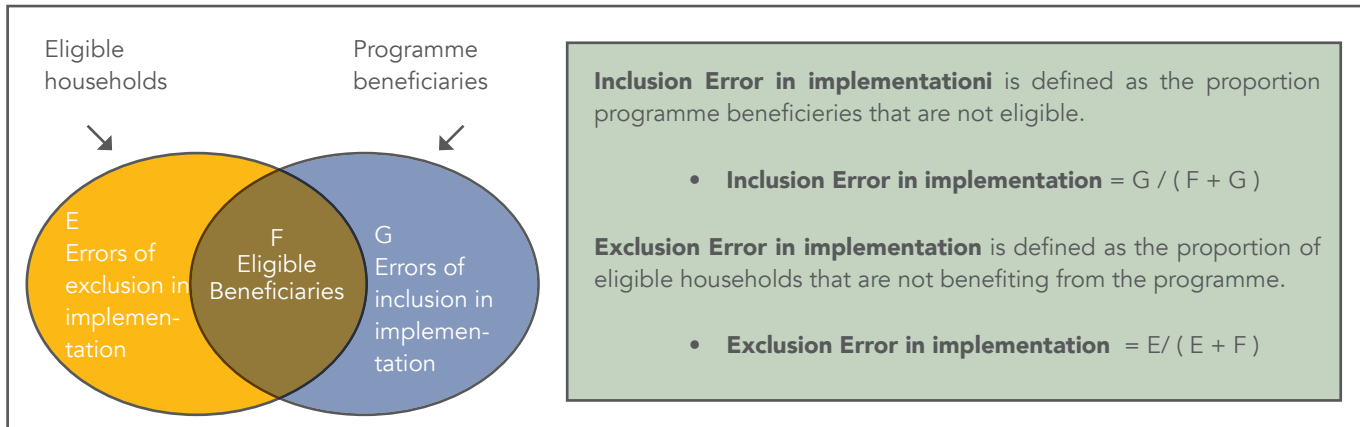 Eligible
households
Programme
beneficiaries
E
Errors of
exclusion in
implemen-
tation
F
Eligible
Beneficiaries
G
Errors of
inclusion in
implemen-
tation
Inclusion Error in implementationi is defined as the proportion
programme beneficieries that are not eligible.
• Inclusion Error in implementation = G / ( F + G )
Exclusion Error in implementation is defined as the proportion of
eligible households that are not benefiting from the programme.
• Exclusion Error in implementation = E/ ( E + F )